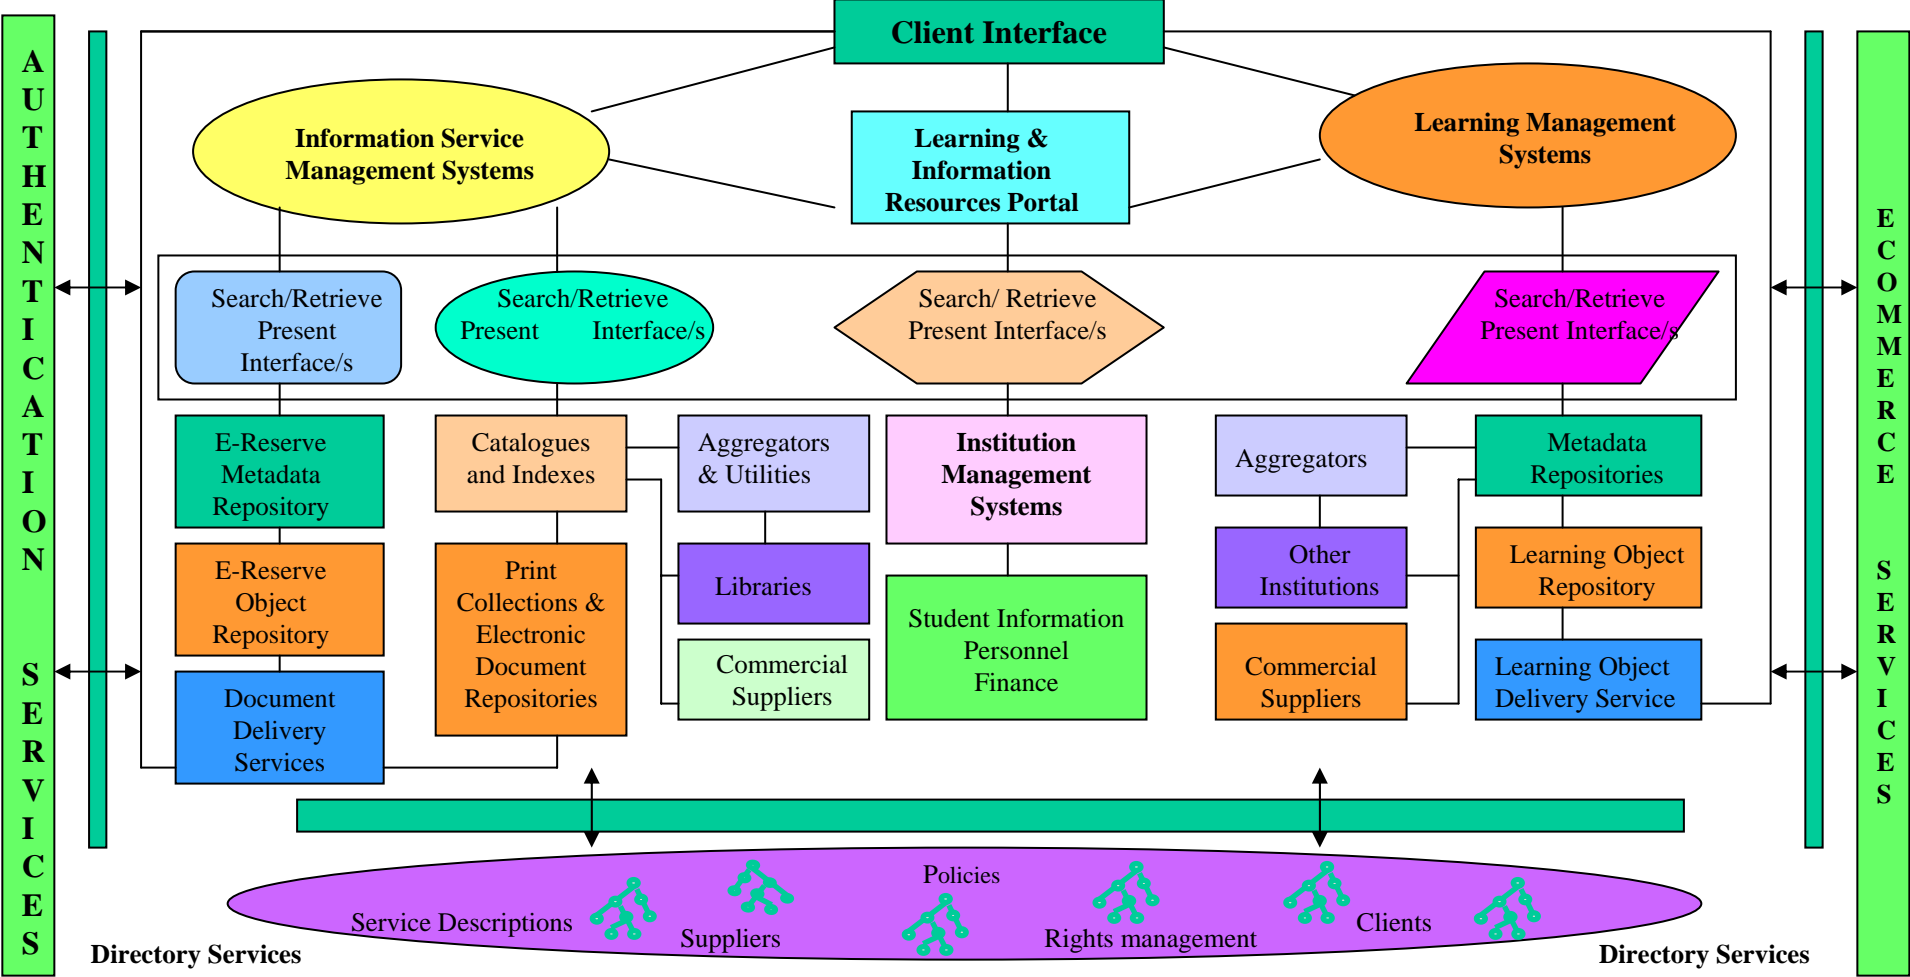 Client Interface
AUTHENTICATION SERVICES
Information Service
Management Systems
Learning &
Information
Resources Portal
Learning Management
Systems
ECOMMERCE SERVICES
Search/Retrieve
Present
Interface/s
Search/Retrieve
Present Interface/s
Search/ Retrieve
Present Interface/s
Search/Retrieve
Present Interface/s
E-Reserve
Metadata
Repository
Catalogues
and Indexes
Aggregators
& Utilities
Institution
Management
Systems
Aggregators
Metadata
Repositories
E-Reserve
Object
Repository
Print
Collections &
Electronic
Document
Repositories
Libraries
Student Information
Personnel
Finance
Other
Institutions
Learning Object
Repository
Document
Delivery
Services
Commercial
Suppliers
Commercial
Suppliers
Learning Object
Delivery Service
Policies
Service Descriptions
Suppliers
Rights management
Clients
Directory Services
Directory Services